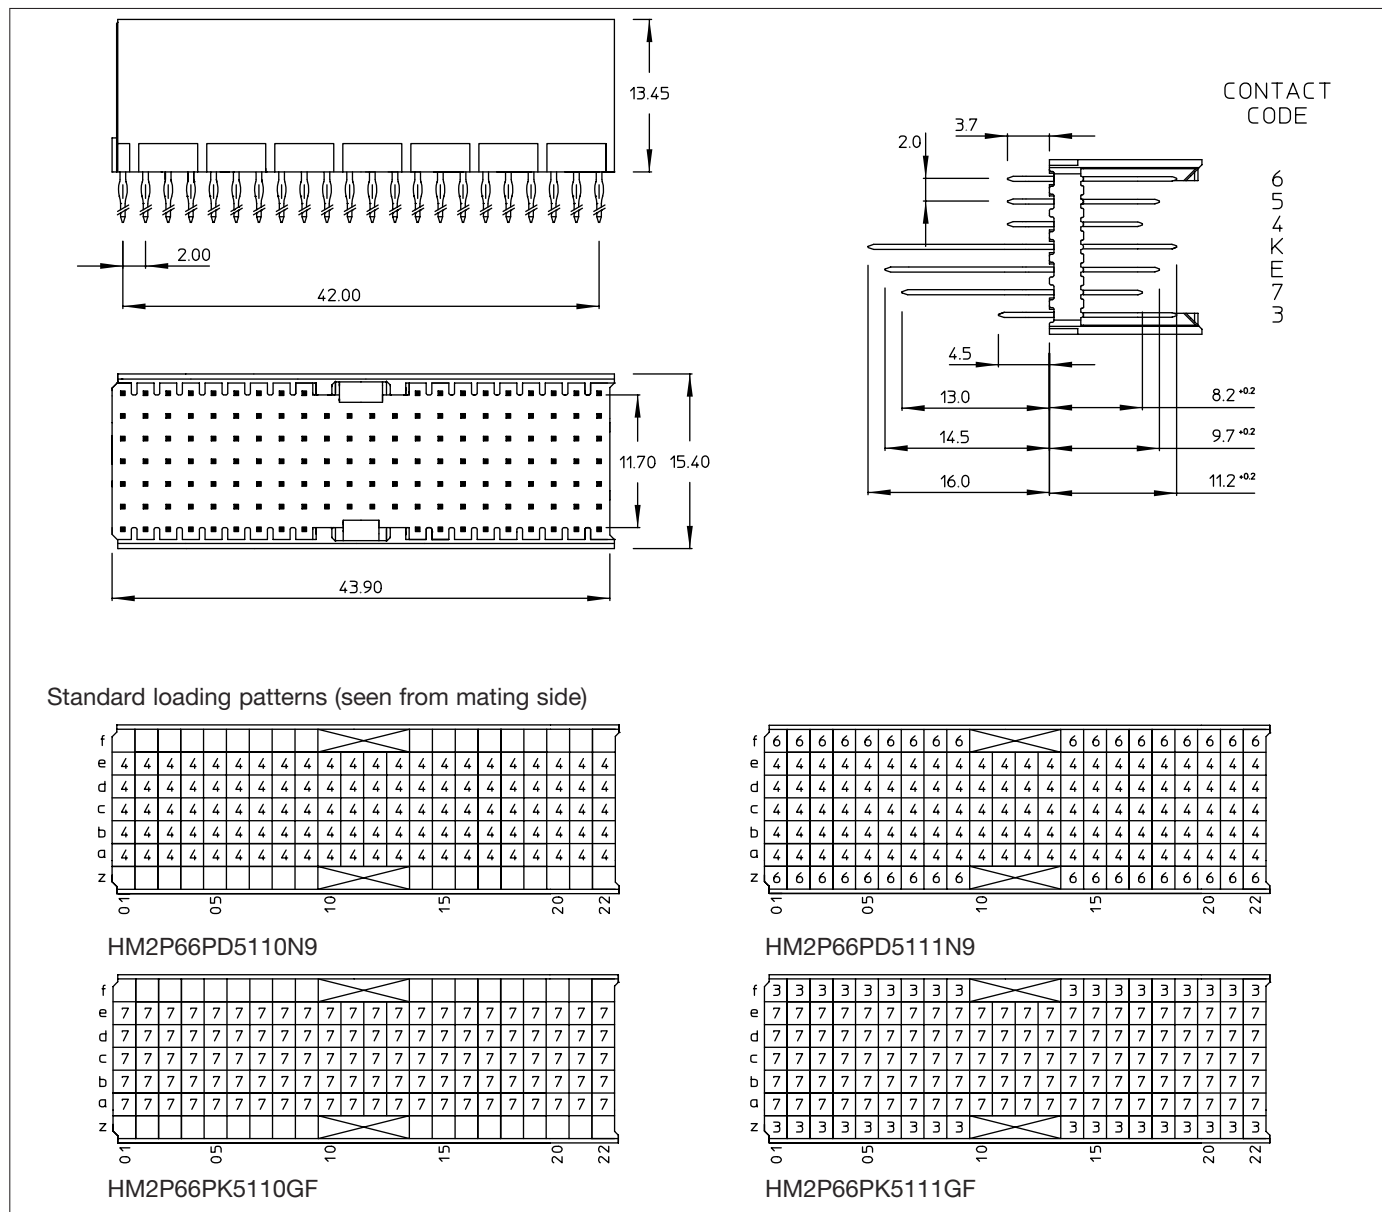 13.45
2.00
42.00
11.70
15.40
43.90
CONTACT
CODE
3.7
2.0
6
5
4
K
E
7
3
4.5
13.0
8.2 +0.2
14.5
9.7 +0.2
16.0
11.2 +0.2
Standard loading patterns (seen from mating side)
f
e 4 4 4 4 4 4 4 4 4 4 4 4 4 4 4 4 4 4 4 4 4 4
d 4 4 4 4 4 4 4 4 4 4 4 4 4 4 4 4 4 4 4 4 4 4
c 4 4 4 4 4 4 4 4 4 4 4 4 4 4 4 4 4 4 4 4 4 4
b 4 4 4 4 4 4 4 4 4 4 4 4 4 4 4 4 4 4 4 4 4 4
a 4 4 4 4 4 4 4 4 4 4 4 4 4 4 4 4 4 4 4 4 4 4
z
01 05 10 15 20 22
HM2P66PD5110N9
f 6 6 6 6 6 6 6 6 6 6 6 6 6 6 6 6 6 6
e 4 4 4 4 4 4 4 4 4 4 4 4 4 4 4 4 4 4 4 4 4 4
d 4 4 4 4 4 4 4 4 4 4 4 4 4 4 4 4 4 4 4 4 4 4
c 4 4 4 4 4 4 4 4 4 4 4 4 4 4 4 4 4 4 4 4 4 4
b 4 4 4 4 4 4 4 4 4 4 4 4 4 4 4 4 4 4 4 4 4 4
a 4 4 4 4 4 4 4 4 4 4 4 4 4 4 4 4 4 4 4 4 4 4
z 6 6 6 6 6 6 6 6 6 6 6 6 6 6 6 6 6 6
01 05 10 15 20 22
HM2P66PD5111N9
f
e 7 7 7 7 7 7 7 7 7 7 7 7 7 7 7 7 7 7 7 7 7 7
d 7 7 7 7 7 7 7 7 7 7 7 7 7 7 7 7 7 7 7 7 7 7
c 7 7 7 7 7 7 7 7 7 7 7 7 7 7 7 7 7 7 7 7 7 7
b 7 7 7 7 7 7 7 7 7 7 7 7 7 7 7 7 7 7 7 7 7 7
a 7 7 7 7 7 7 7 7 7 7 7 7 7 7 7 7 7 7 7 7 7 7
z
01 05 10 15 20 22
HM2P66PK5110GF
f 3 3 3 3 3 3 3 3 3 3 3 3 3 3 3 3 3 3
e 7 7 7 7 7 7 7 7 7 7 7 7 7 7 7 7 7 7 7 7 7 7
d 7 7 7 7 7 7 7 7 7 7 7 7 7 7 7 7 7 7 7 7 7 7
c 7 7 7 7 7 7 7 7 7 7 7 7 7 7 7 7 7 7 7 7 7 7
b 7 7 7 7 7 7 7 7 7 7 7 7 7 7 7 7 7 7 7 7 7 7
a 7 7 7 7 7 7 7 7 7 7 7 7 7 7 7 7 7 7 7 7 7 7
z 3 3 3 3 3 3 3 3 3 3 3 3 3 3 3 3 3 3
01 05 10 15 20 22
HM2P66PK5111GF